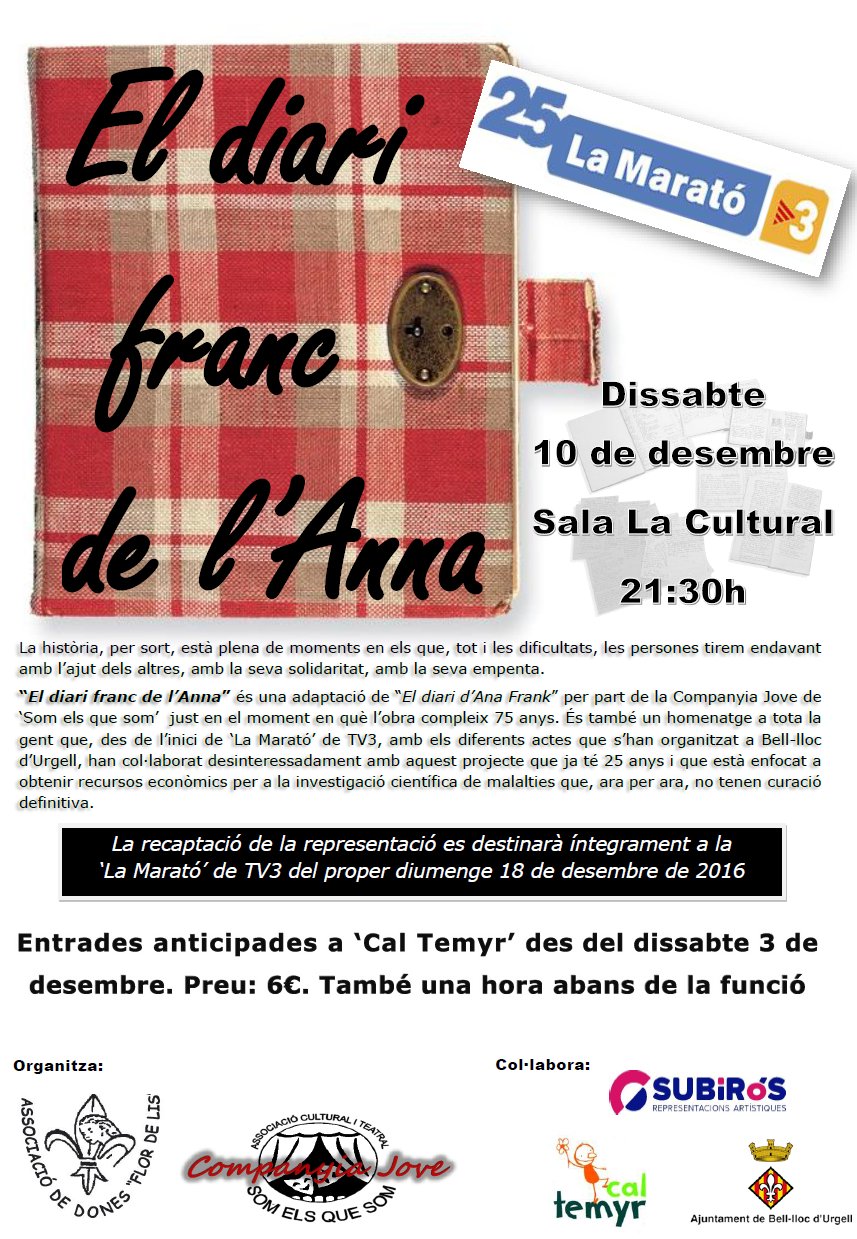 El diari
franc
de l'Anna
25 La Marató 3
Dissabte
10 de desembre
Sala La Cultural
21:30h
La història, per sort, està plena de moments en els que, tot i les dificultats, les persones tirem endavant
amb l'ajut dels altres, amb la seva solidaritat, amb la seva empenta.
"El diari franc de l'Anna" és una adaptació de "El diari d'Ana Frank" per part de la Companyia Jove de
'Som els que som' just en el moment en què l'obra compleix 75 anys. És també un homenatge a tota la
gent que, des de l'inici de 'La Marató' de TV3, amb els diferents actes que s'han organitzat a Bell-lloc
d'Urgell, han col·laborat desinteressadament amb aquest projecte que ja té 25 anys i que està enfocat a
obtenir recursos econòmics per a la investigació científica de malalties que, ara per ara, no tenen curació
definitiva.
La recaptació de la representació es destinarà íntegrament a la
'La Marató' de TV3 del proper diumenge 18 de desembre de 2016
Entrades anticipades a 'Cal Temyr' des del dissabte 3 de
desembre. Preu: 6€. També una hora abans de la funció
Organitza:
Col·labora:
ASSOCIACIÓ DE DONES "FLOR DE LIS"
ASSOCIACIÓ CULTURAL I TEATRAL
Companyia Jove
SOM ELS QUE SOM
SUBiRÓS
REPRESENTACIONS ARTÍSTIQUES
cal
temyr
Ajuntament de Bell-lloc d'Urgell